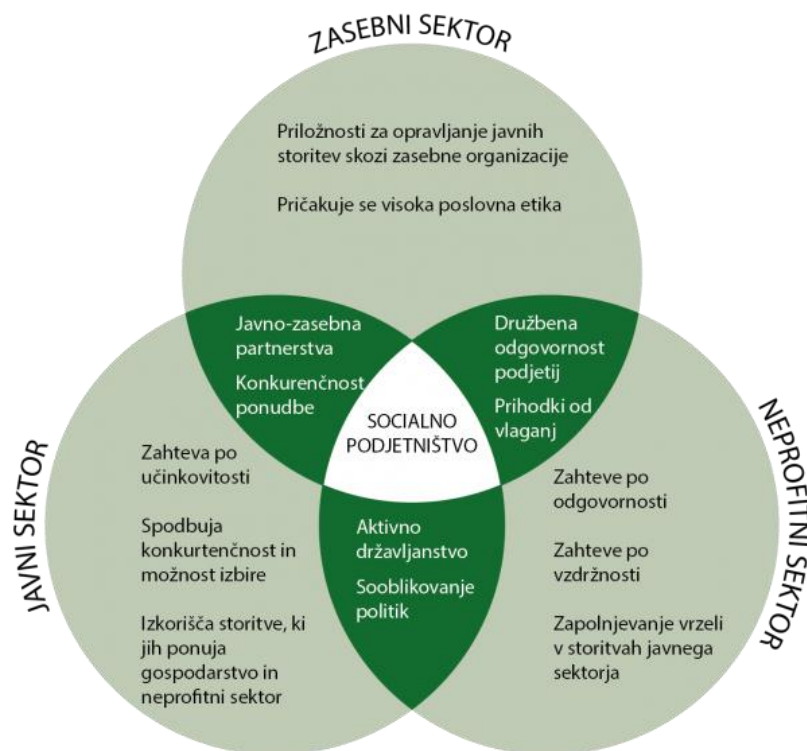 ZASEBNI SEKTOR
Priložnosti za opravljanje javnih
storitev skozi zasebne organizacije
Pričakuje se visoka poslovna etika
Javno-zasebna
partnerstva
Konkurenčnost
ponudbe
Družbena
odgovornost
podjetij
Prihodki od
vlaganj
SOCIALNO
PODJETNIŠTVO
JAVNI SEKTOR
Zahteva po
učinkovitosti
Spodbuja
konkurtenčnost in
možnost izbire
Izkorišča storitve, ki
jih ponuja
gospodarstvo in
neprofitni sektor
Aktivno
državljanstvo
Sooblikovanje
politik
NEPROFITNI SEKTOR
Zahteve po
odgovornosti
Zahteve po
vzdržnosti
Zapolnjevanje vrzeli
v storitvah javnega
sektorja